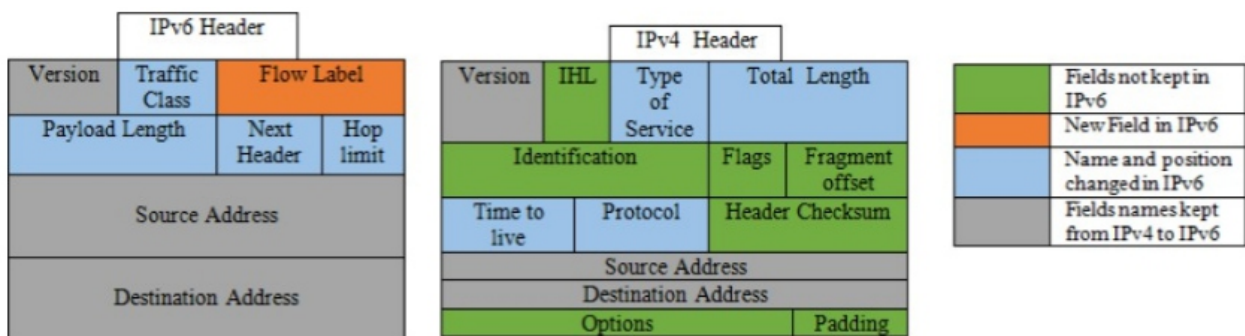 IPv6 Header
Version
Traffic
Class
Flow Label
Payload Length
Next
Header
Hop
limit
Source Address
Destination Address
IPv4 Header
Version
IHL
Type
of
Service
Total Length
Identification
Flags
Fragment
offset
Time to
live
Protocol
Header Checksum
Source Address
Destination Address
Options
Padding
Fields not kept in
IPv6
New Field in IPv6
Name and position
changed in IPv6
Fields names kept
from IPv4 to IPv6